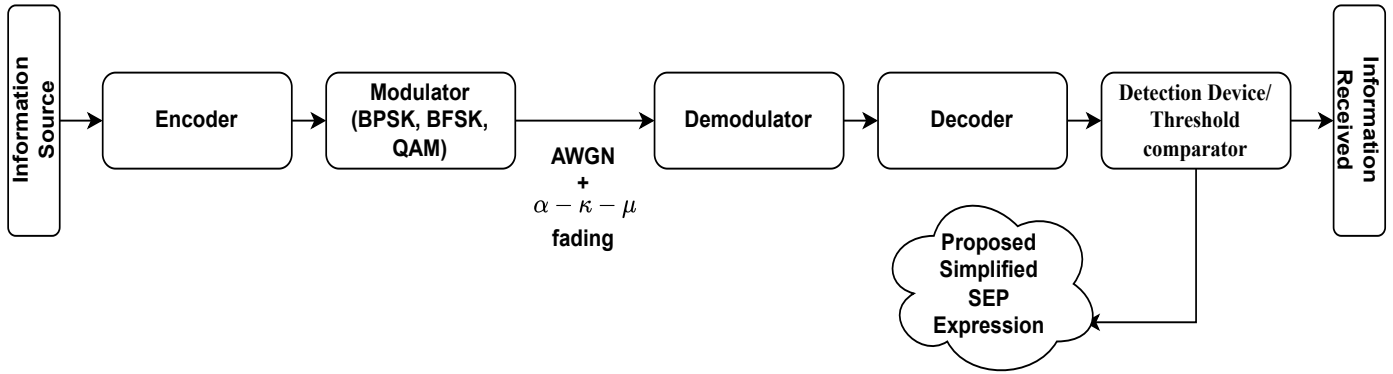 Information
Source
Encoder
Modulator
(BPSK, BFSK,
QAM)
AWGN
+
α − κ − μ
fading
Demodulator
Decoder
Detection Device/
Threshold
comparator
Information
Received
Proposed
Simplified
SEP
Expression